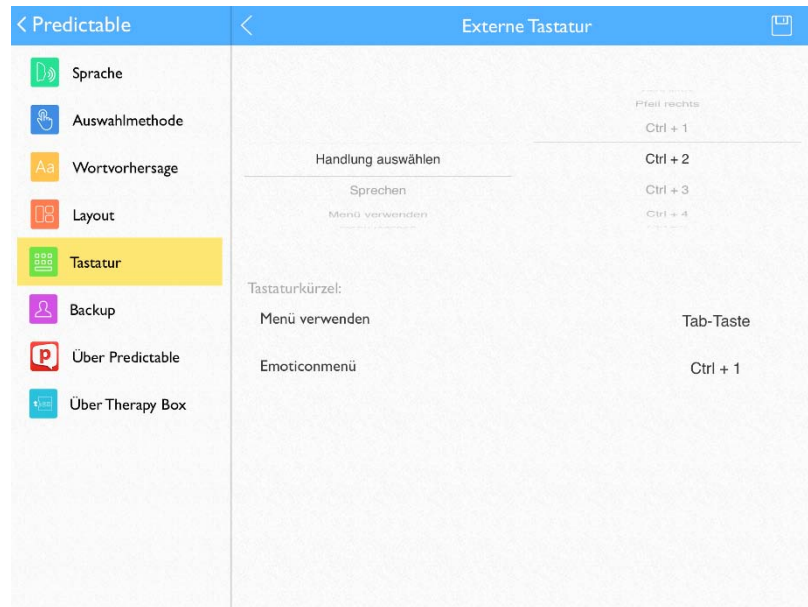 < Predictable
Externe Tastatur
Sprache
Auswahlmethode
Aa Wortvorhersage
Layout
Tastatur
Backup
p Über Predictable
Über Therapy Box
Pfeil rechts
Ctrl + 1
Handlung auswählen Ctrl + 2
Sprechen Ctrl + 3
Menü verwenden Ctrl + 4
Tastaturkürzel:
Menü verwenden Tab-Taste
Emoticonmenü Ctrl + 1